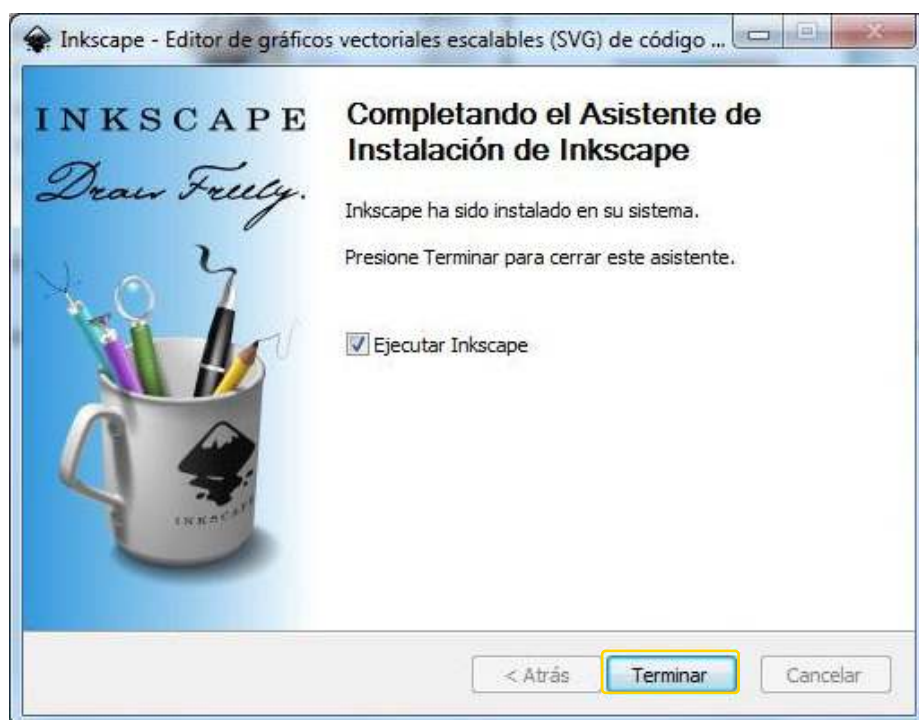 Inkscape - Editor de gráficos vectoriales escalables (SVG) de código ...
INKSCAPE
Draw Freely.
Completando el Asistente de
Instalación de Inkscape
Inkscape ha sido instalado en su sistema.
Presione Terminar para cerrar este asistente.
Ejecutar Inkscape
INKSCAPE
< Atrás
Terminar
Cancelar